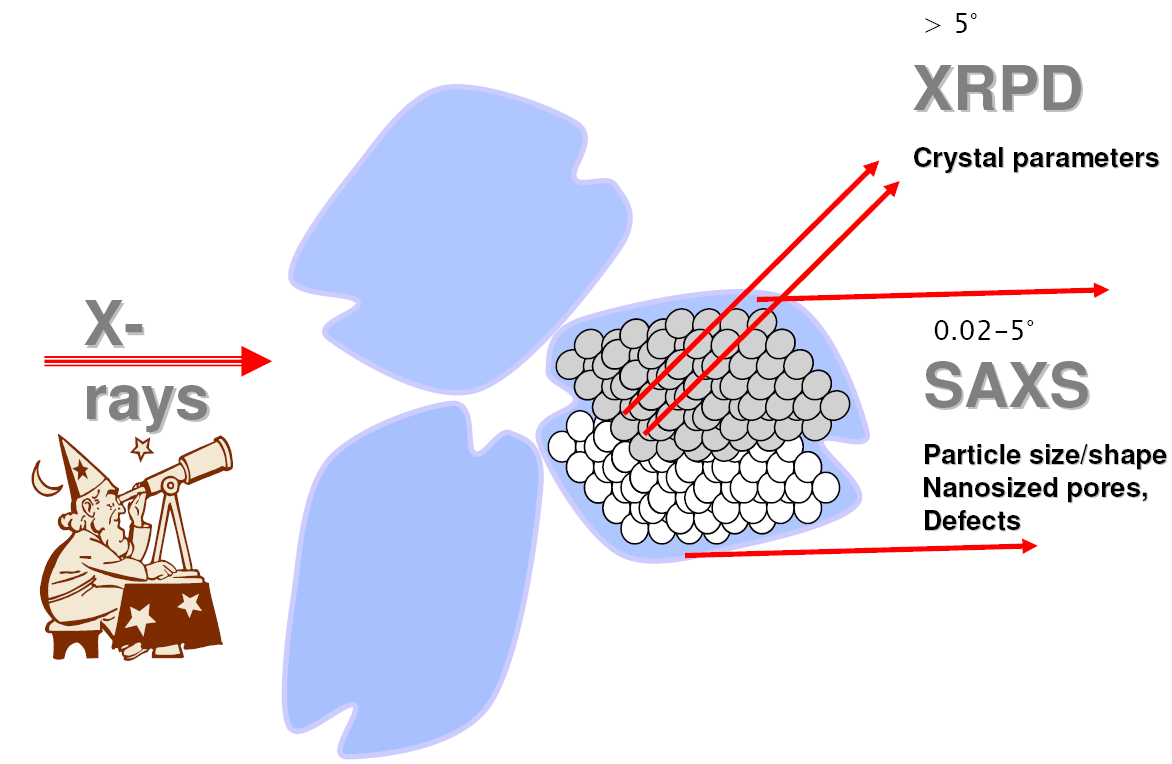 > 5°
XRPD
Crystal parameters
X-
rays
0.02-5°
SAXS
Particle size/shape
Nanosized pores,
Defects